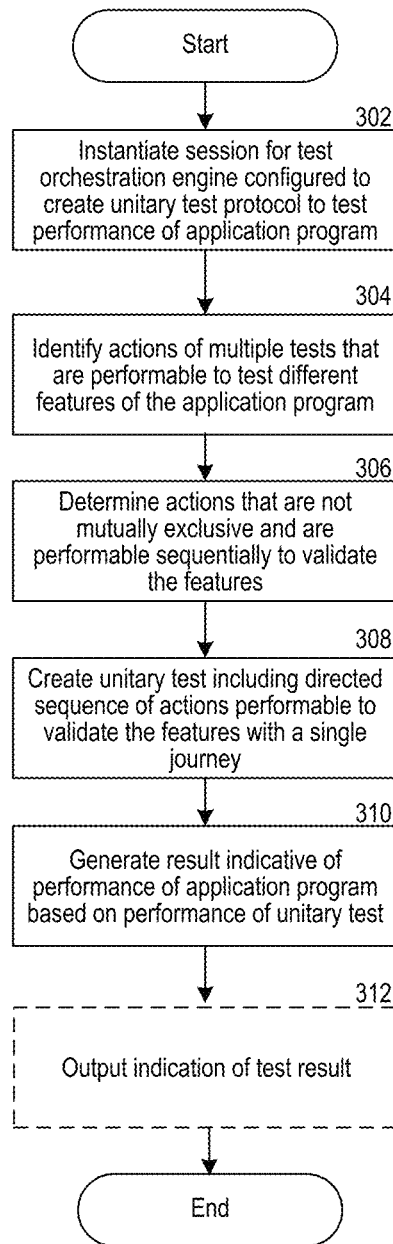 Start
302
Instantiate session for test
orchestration engine configured to
create unitary test protocol to test
performance of application program
304
Identify actions of multiple tests that
are performable to test different
features of the application program
306
Determine actions that are not
mutually exclusive and are
performable sequentially to validate
the features
308
Create unitary test including directed
sequence of actions performable to
validate the features with a single
journey
310
Generate result indicative of
performance of application program
based on performance of unitary test
312
Output indication of test result
End